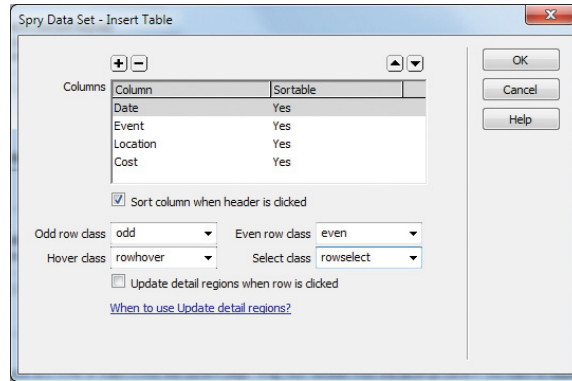 Spry Data Set - Insert Table
OK
Columns Column Sortable
Cancel
Date Yes
Event Yes
Help
Location Yes
Cost Yes
Sort column when header is clicked
Odd row class odd Even row class even
Hover class rowhover Select class rowselect
Update detail regions when row is clicked
When to use Update detail regions?